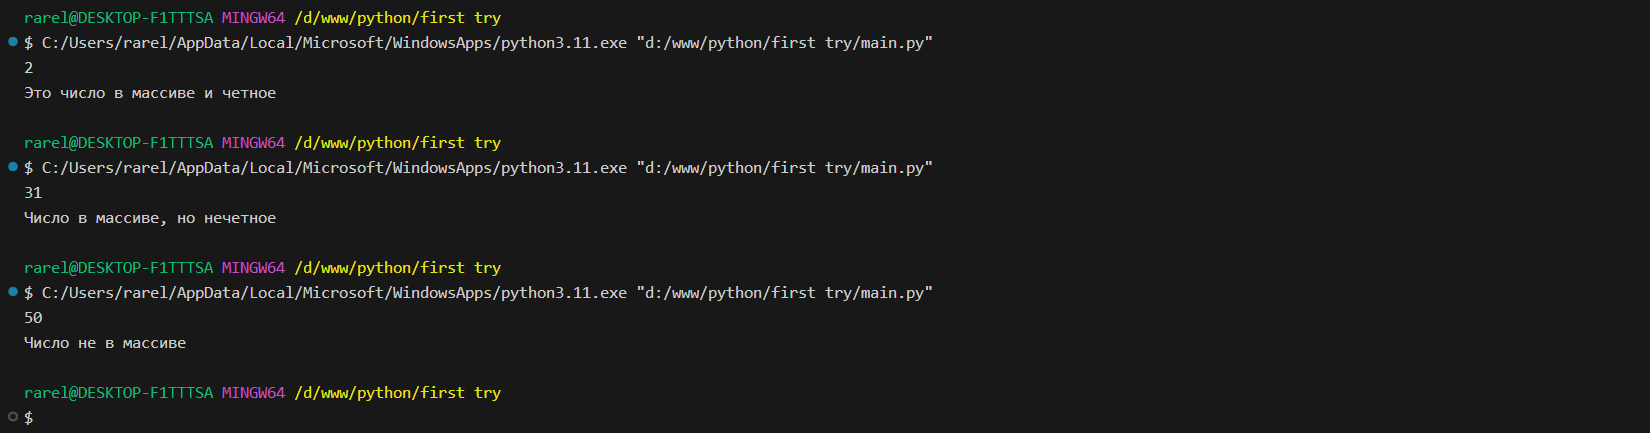 rarel@DESKTOP-F1TTTSA MINGW64 /d/www/python/first try
$ C:/Users/rarel/AppData/Local/Microsoft/WindowsApps/python3.11.exe "d:/www/python/first try/main.py"
2
Это число в массиве и четное
rarel@DESKTOP-F1TTTSA MINGW64 /d/www/python/first try
$ C:/Users/rarel/AppData/Local/Microsoft/WindowsApps/python3.11.exe "d:/www/python/first try/main.py"
31
Число в массиве, но нечетное
rarel@DESKTOP-F1TTTSA MINGW64 /d/www/python/first try
$ C:/Users/rarel/AppData/Local/Microsoft/WindowsApps/python3.11.exe "d:/www/python/first try/main.py"
50
Число не в массиве
rarel@DESKTOP-F1TTTSA MINGW64 /d/www/python/first try
$